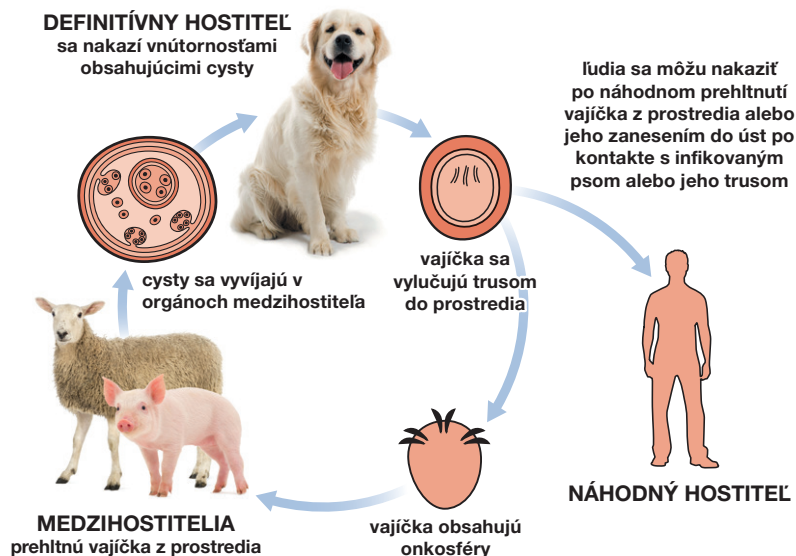 DEFINITÍVNY HOSTITEĽ
sa nakazí vnútornosťami
obsahujúcimi cysty
ľudia sa môžu nakaziť
po náhodnom prehltnutí
vajíčka z prostredia alebo
jeho zanesením do úst po
kontakte s infikovaným
psom alebo jeho trusom
vajíčka sa
vylučujú trusom
do prostredia
cysty sa vyvíjajú v
orgánoch medzihostiteľa
NÁHODNÝ HOSTITEĽ
MEDZIHOSTITELIA
prehltnú vajíčka z prostredia
vajíčka obsahujú
onkosféry